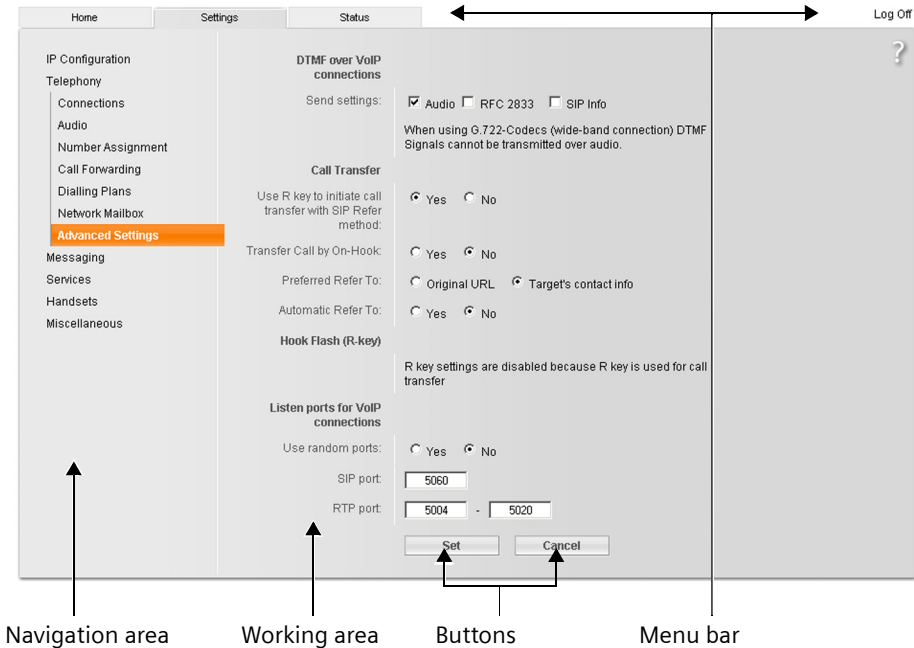 Home Settings Status Log Off
?
IP Configuration
Telephony
Connections
Audio
Number Assignment
Call Forwarding
Dialling Plans
Network Mailbox
Advanced Settings
Messaging
Services
Handsets
Miscellaneous
DTMF over VoIP
connections
Send settings: Audio RFC 2833 SIP Info
When using G.722-Codecs (wide-band connection) DTMF
Signals cannot be transmitted over audio.
Call Transfer
Use R key to initiate call
transfer with SIP Refer
method:
Yes No
Transfer Call by On-Hook: Yes No
Preferred Refer To: Original URL Target's contact info
Automatic Refer To: Yes No
Hook Flash (R-key)
R key settings are disabled because R key is used for call
transfer
Listen ports for VoIP
connections
Use random ports: Yes No
SIP port: 5060
RTP port: 5004 - 5020
Set Cancel
Navigation area Working area Buttons Menu bar